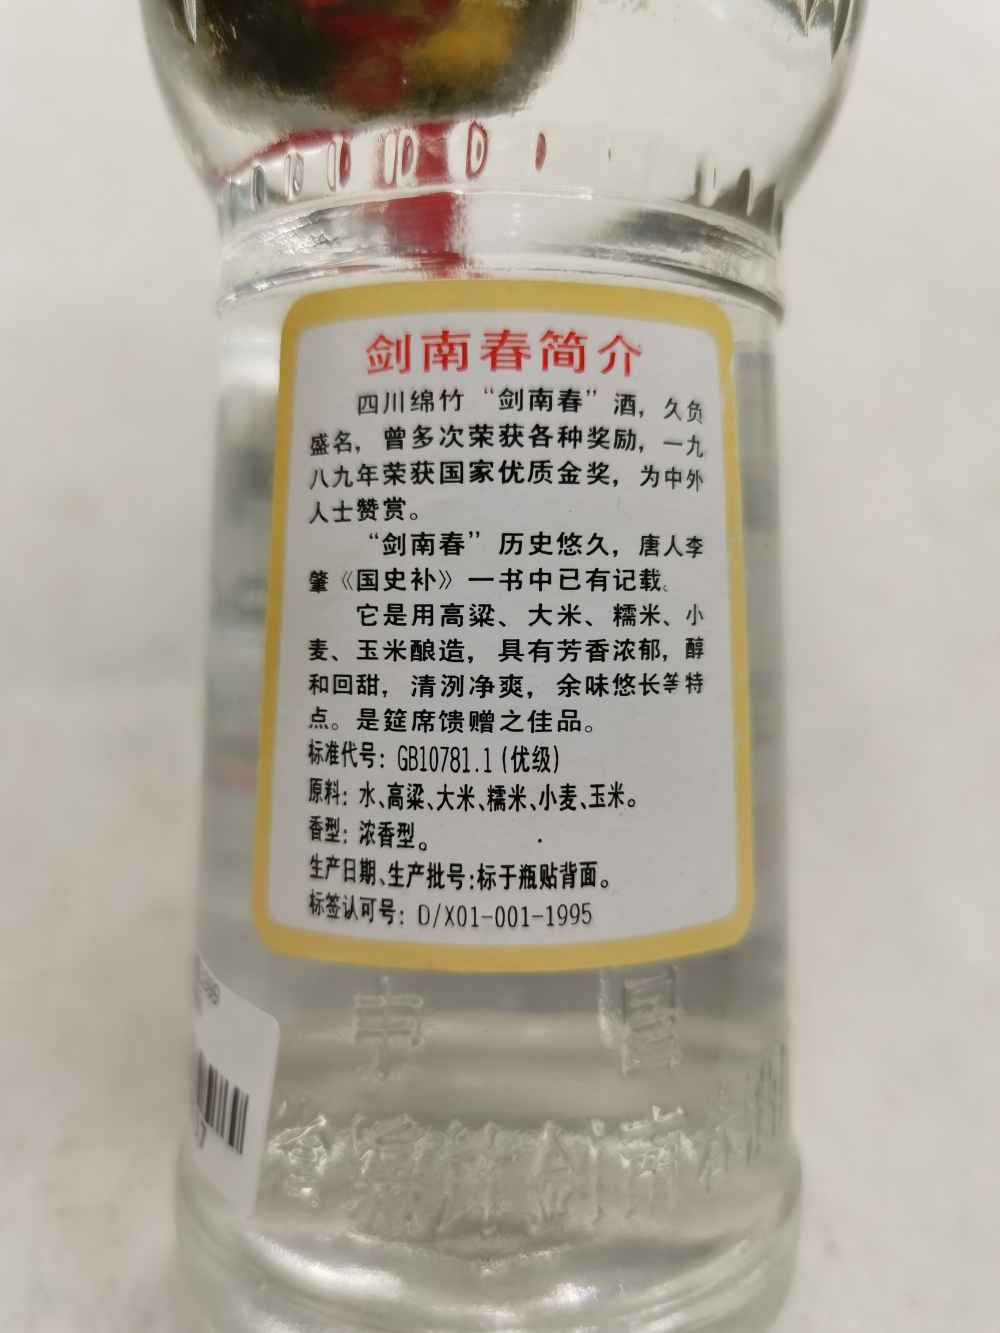 剑南春简介
四川绵竹“剑南春”酒，久负
盛名，曾多次荣获各种奖励，一九
八九年荣获国家优质金奖，为中外
人士赞赏。
“剑南春”历史悠久，唐人李
肇《国史补》一书中已有记载。
它是用高粱、大米、糯米、小
麦、玉米酿造，具有芳香浓郁，醇
和回甜，清洌净爽，余味悠长等特
点。是筵席馈赠之佳品。
标准代号：GB10781.1(优级)
原料：水、高粱、大米、糯米、小麦、玉米。
香型：浓香型。
生产日期、生产批号：标于瓶贴背面。
标签认可号：D/X01-001-1995
中 国